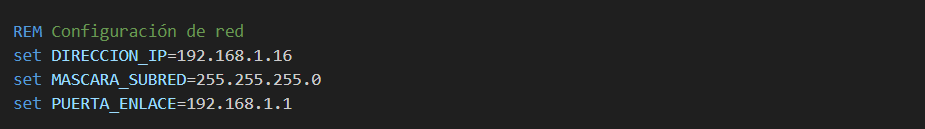 REM Configuración de red
set DIRECCION_IP=192.168.1.16
set MASCARA_SUBRED=255.255.255.0
set PUERTA_ENLACE=192.168.1.1